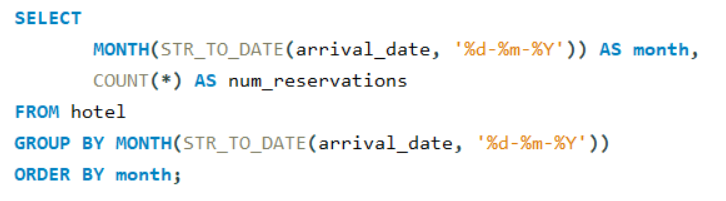 SELECT
MONTH(STR_TO_DATE(arrival_date, '%d-%m-%Y')) AS month,
COUNT(*) AS num_reservations
FROM hotel
GROUP BY MONTH(STR_TO_DATE(arrival_date, '%d-%m-%Y'))
ORDER BY month;